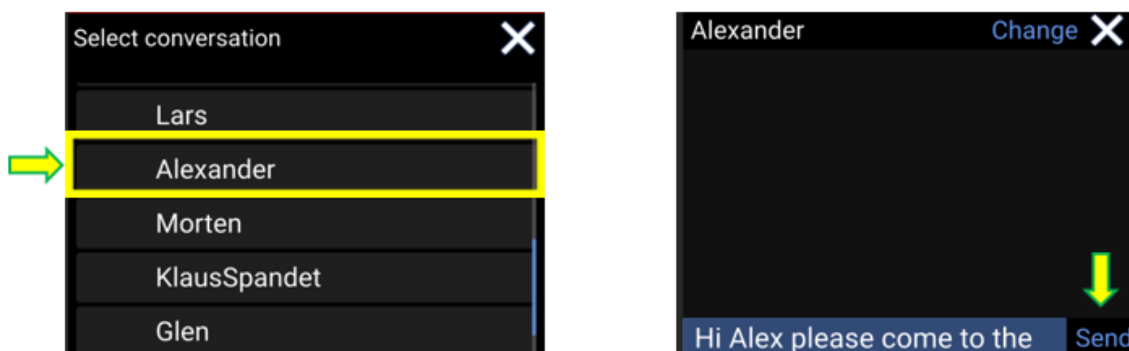 Select conversation
Lars
Alexander
Morten
KlausSpandet
Glen
Alexander Change
Hi Alex please come to the Send